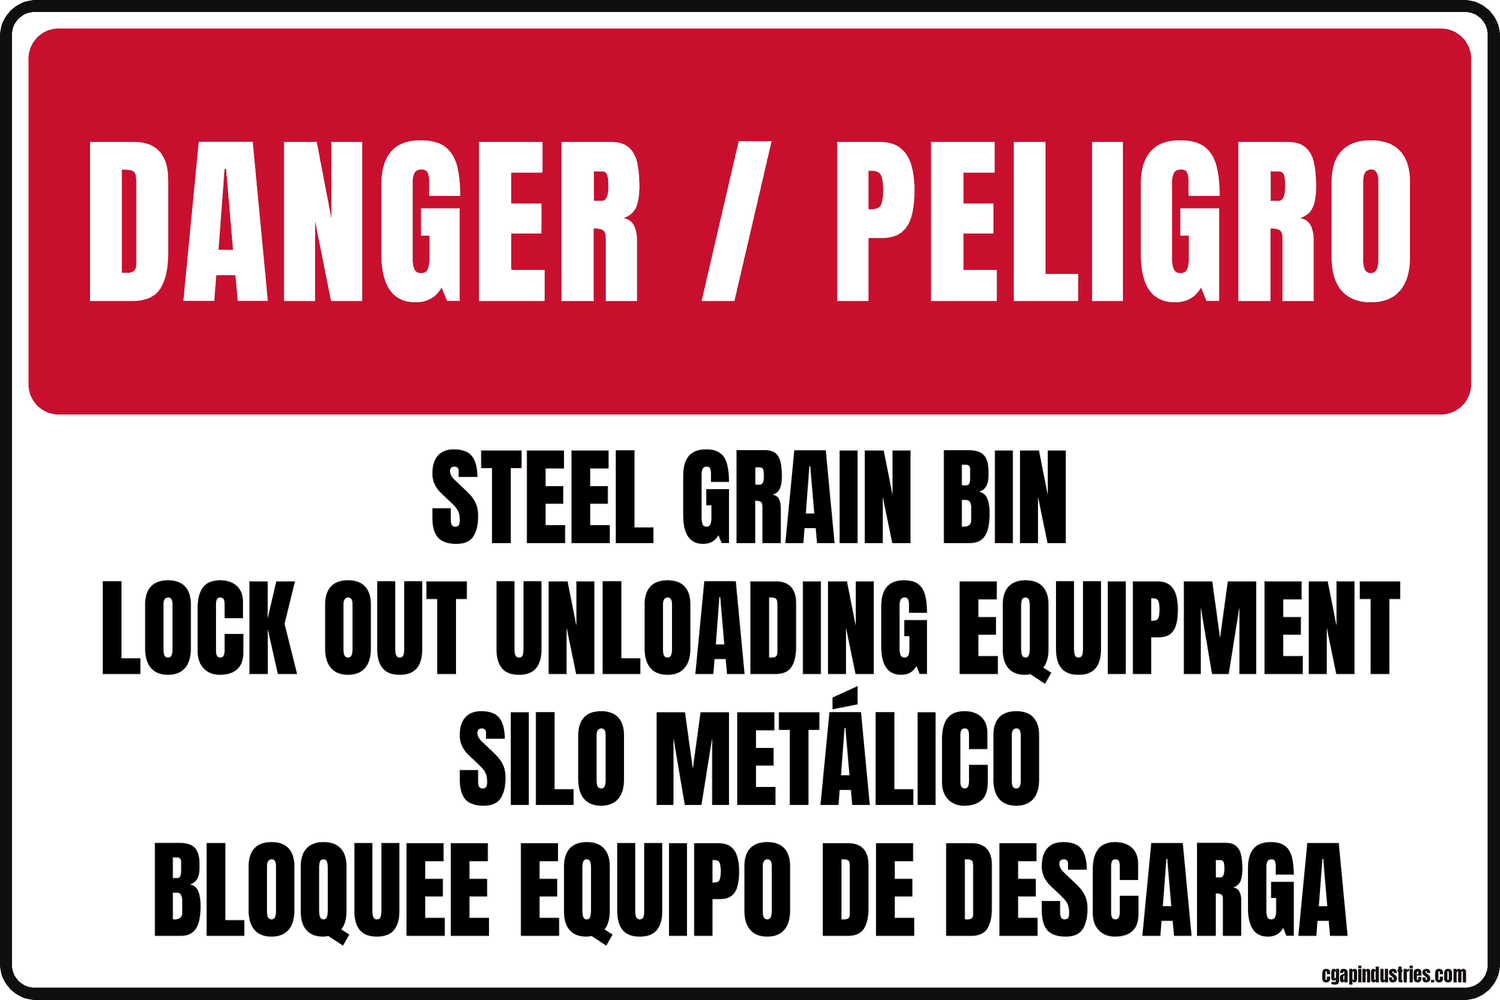 DANGER / PELIGRO
STEEL GRAIN BIN
LOCK OUT UNLOADING EQUIPMENT
SILO METÁLICO
BLOQUEE EQUIPO DE DESCARGA
cgapindustries.com